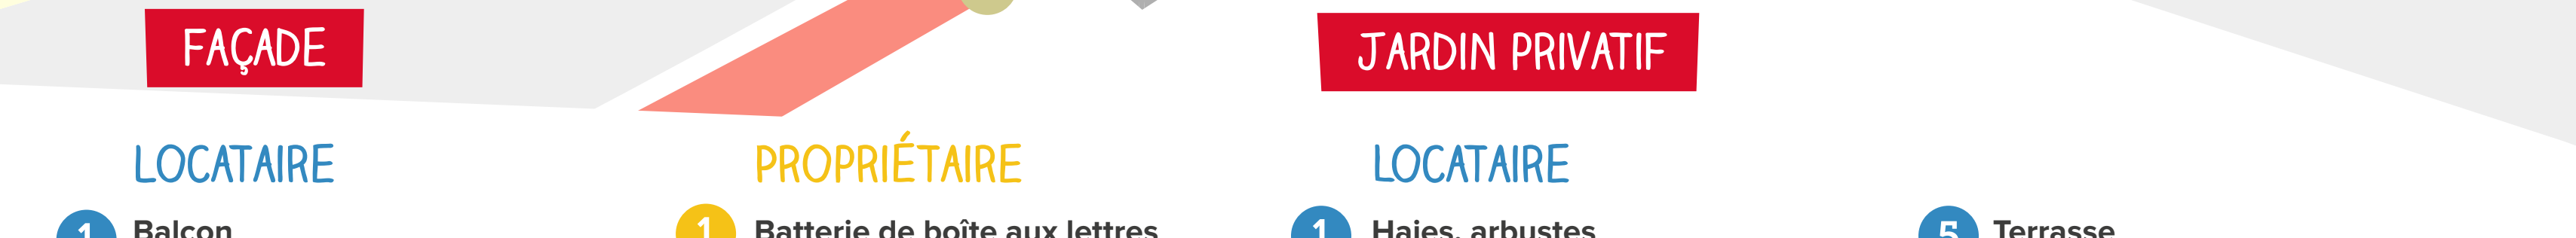 FAÇADE
JARDIN PRIVATIF
LOCATAIRE
PROPRIÉTAIRE
LOCATAIRE
1 Balcon
1 Batterie de boîte aux lettres
1 Haies, arbustes
5 Terrasse